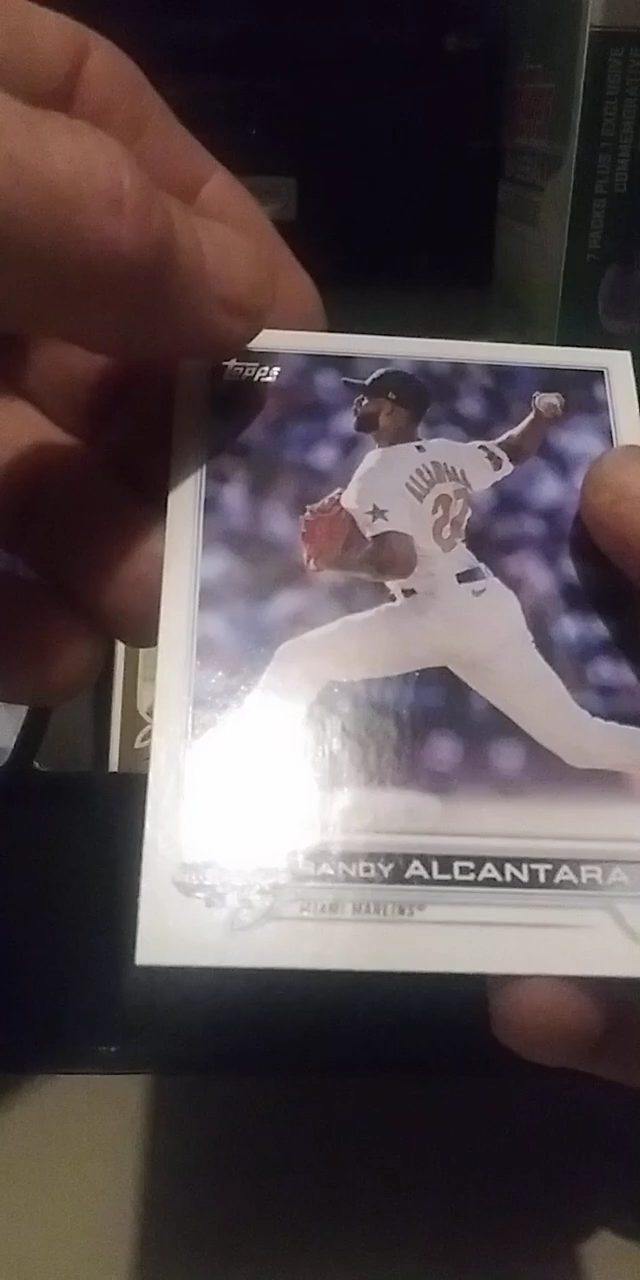 7 PACKS PLUS 1 EXCLUSIVE
COMMEMORATIVE
Topps
ALCANTARA
22
SANDY ALCANTARA
MIAMI MARLINS®